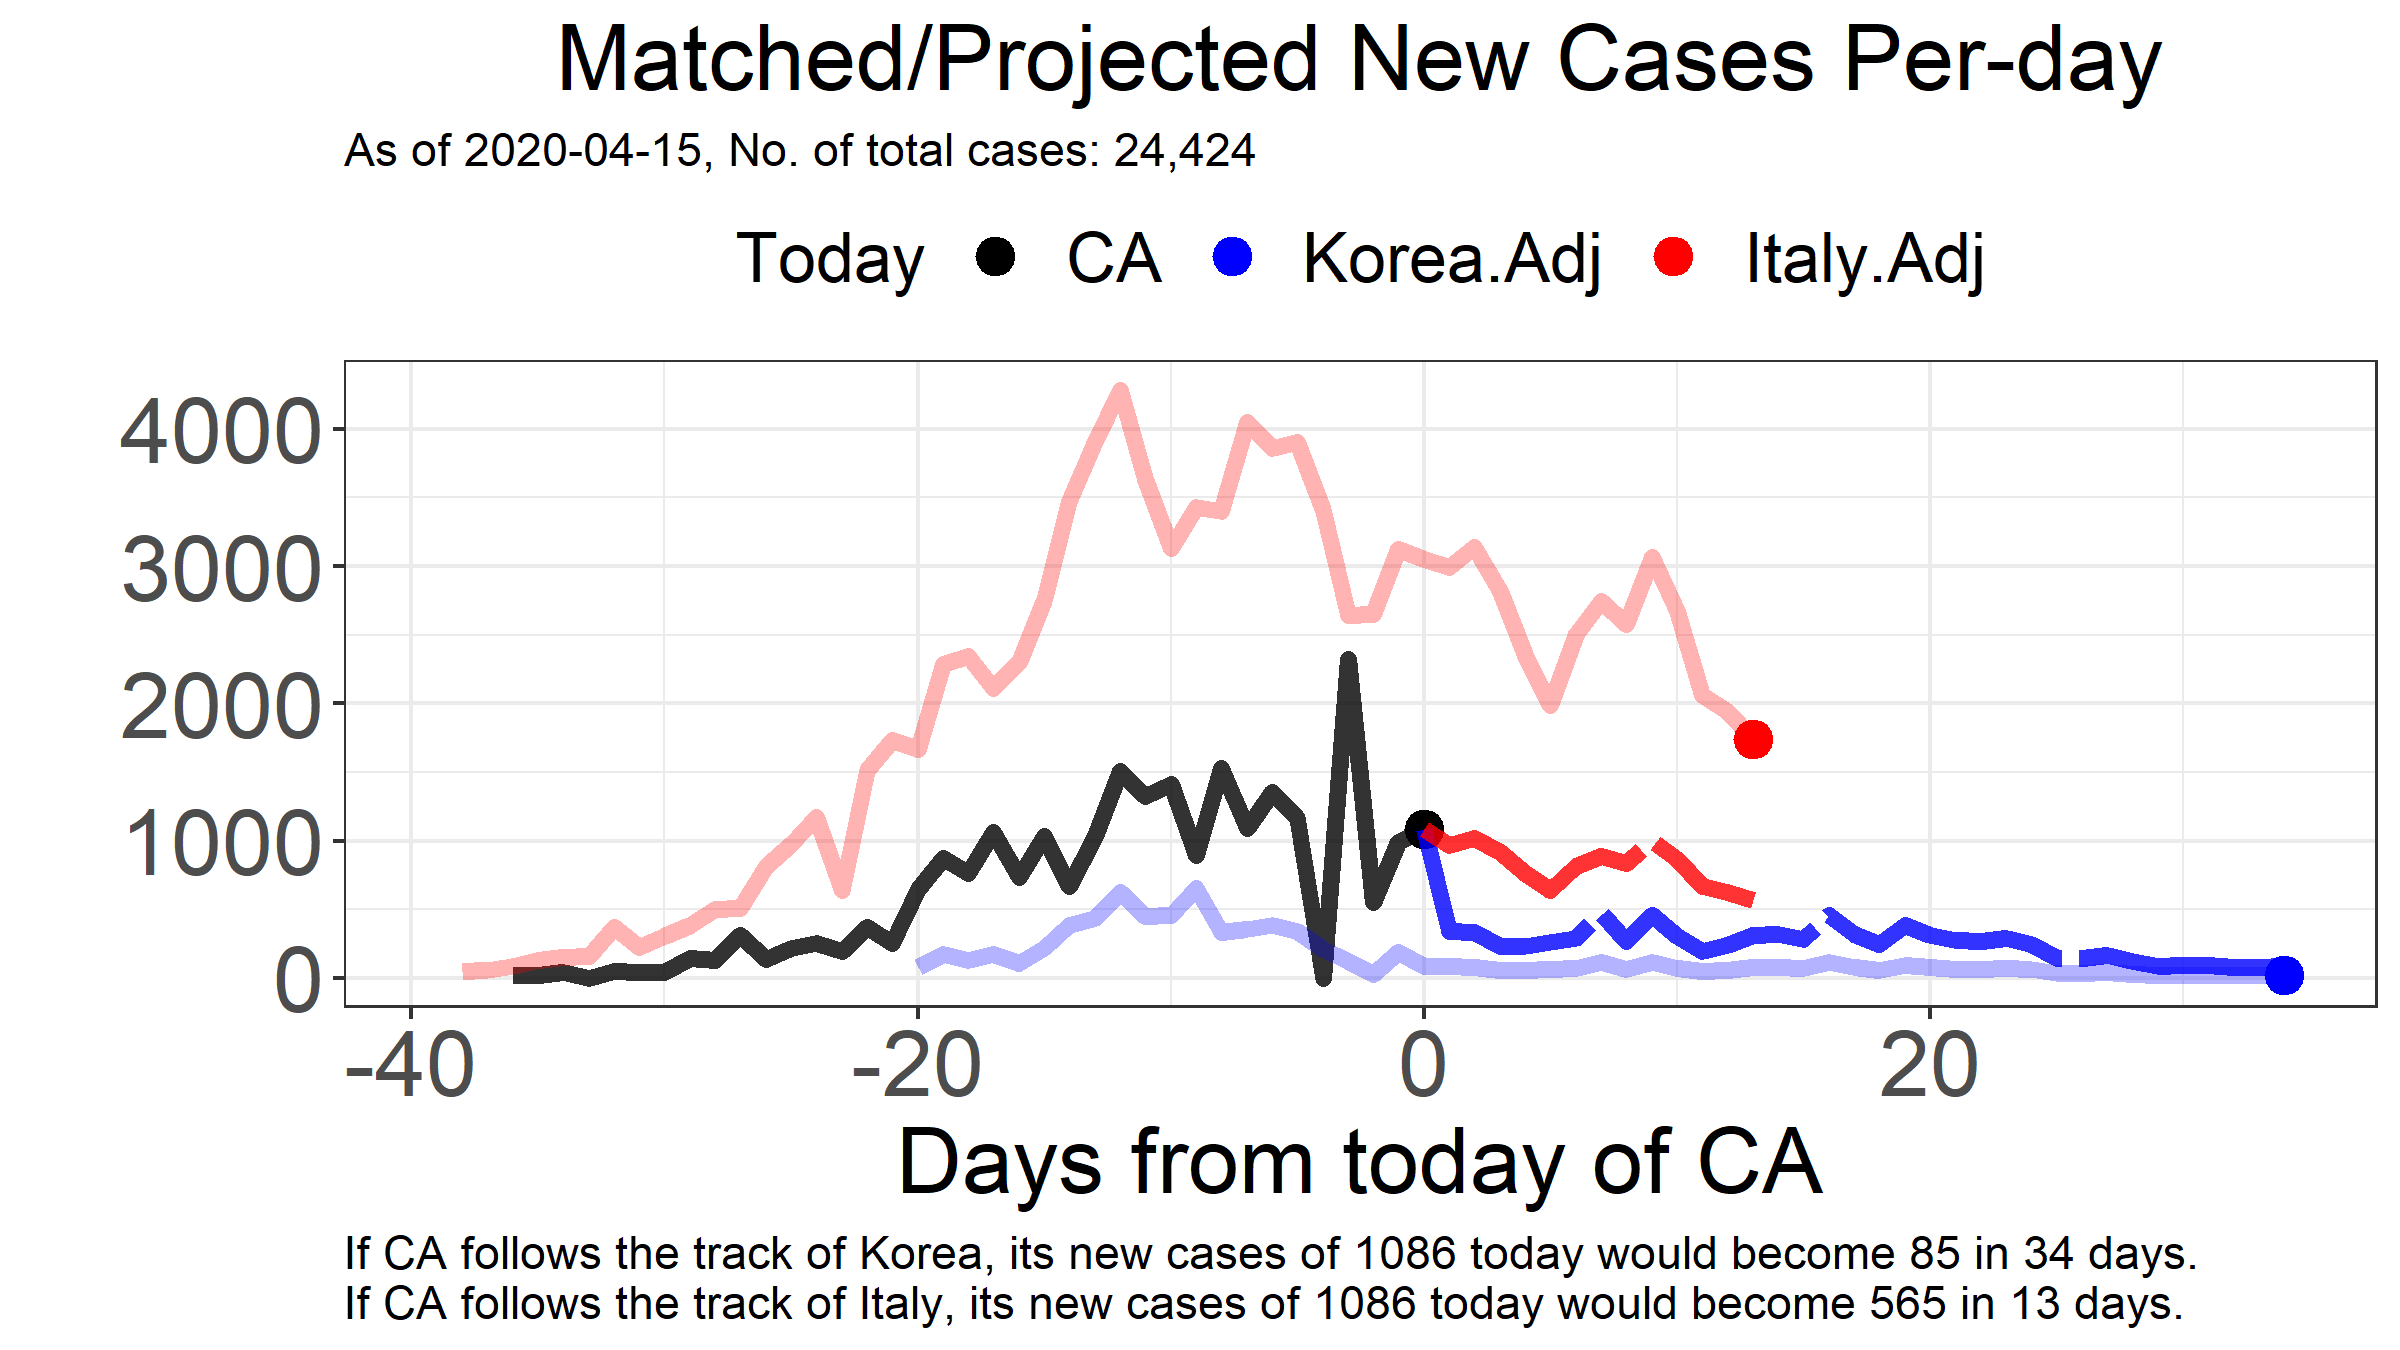 Matched/Projected New Cases Per-day
As of 2020-04-15, No. of total cases: 24,424
Today CA Korea.Adj Italy.Adj
4000
3000
2000
1000
0
-40 -20 0 20
Days from today of CA
If CA follows the track of Korea, its new cases of 1086 today would become 85 in 34 days.
If CA follows the track of Italy, its new cases of 1086 today would become 565 in 13 days.